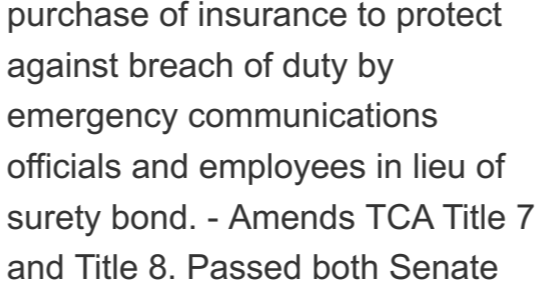 purchase of insurance to protect
against breach of duty by
emergency communications
officials and employees in lieu of
surety bond. - Amends TCA Title 7
and Title 8. Passed both Senate